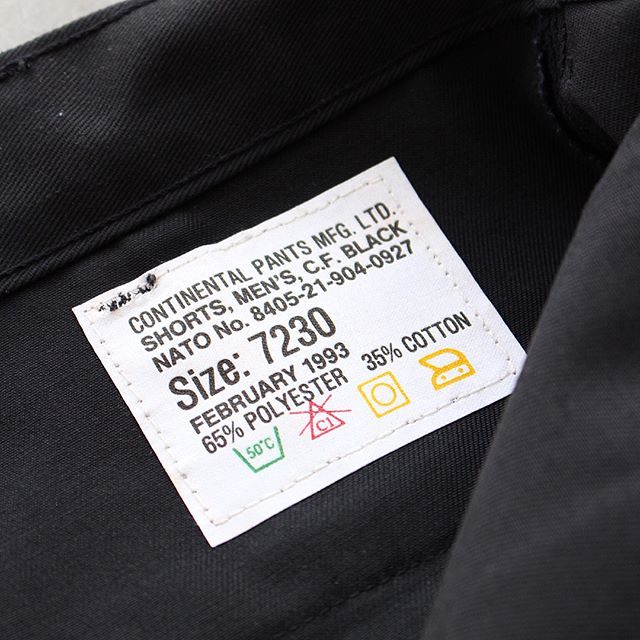 CONTINENTAL PANTS MFG. LTD.
SHORTS, MEN'S, C.F. BLACK
NATO No. 8405-21-904-0927
Size: 7230
FEBRUARY 1993
65% POLYESTER 35% COTTON
50°C C1